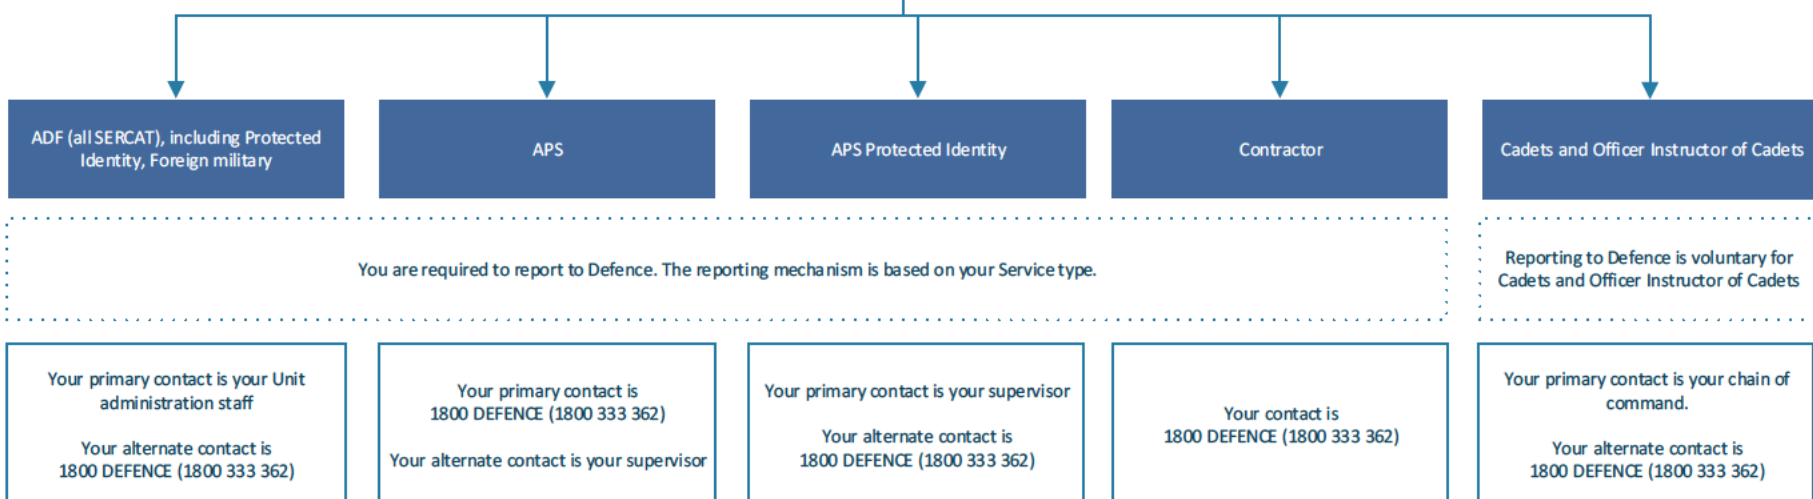 ADF (all SERCAT), including Protected
Identity, Foreign military
APS
APS Protected Identity
Contractor
Cadets and Officer Instructor of Cadets
You are required to report to Defence. The reporting mechanism is based on your Service type.
Reporting to Defence is voluntary for
Cadets and Officer Instructor of Cadets
Your primary contact is your Unit
administration staff
Your alternate contact is
1800 DEFENCE (1800 333 362)
Your primary contact is
1800 DEFENCE (1800 333 362)
Your alternate contact is your supervisor
Your primary contact is your supervisor
Your alternate contact is
1800 DEFENCE (1800 333 362)
Your contact is
1800 DEFENCE (1800 333 362)
Your primary contact is your chain of
command.
Your alternate contact is
1800 DEFENCE (1800 333 362)